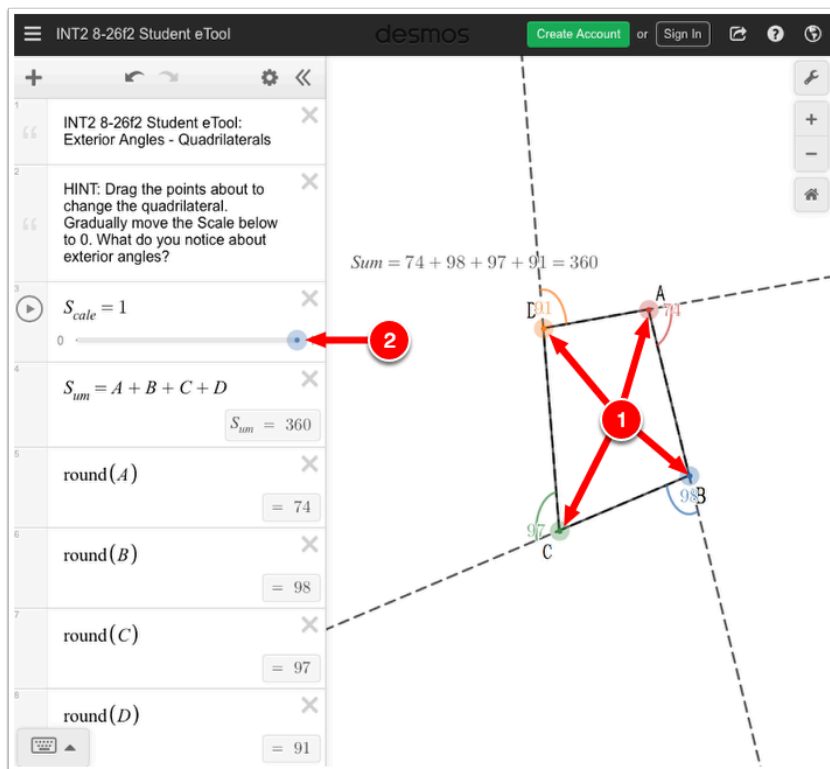 INT2 8-26f2 Student eTool
desmos
Create Account or Sign In
1
INT2 8-26f2 Student eTool:
Exterior Angles - Quadrilaterals
2
HINT: Drag the points about to
change the quadrilateral.
Gradually move the Scale below
to 0. What do you notice about
exterior angles?
3
S_cale = 1
0
2
4
S_um = A + B + C + D
S_um = 360
5
round(A)
= 74
6
round(B)
= 98
7
round(C)
= 97
8
round(D)
= 91
Sum = 74 + 98 + 97 + 91 = 360
D 91
A
74
1
98 B
97
C